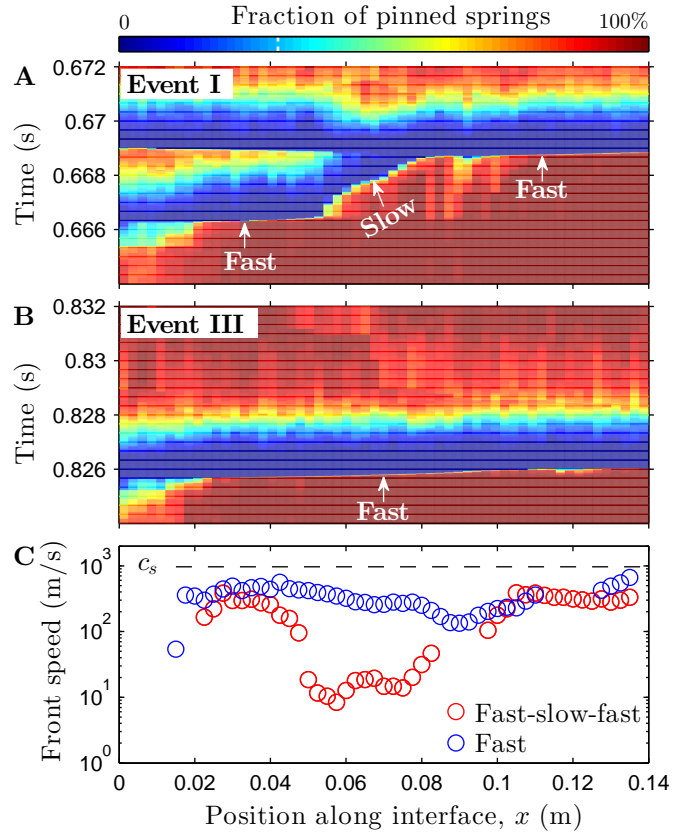 Fraction of pinned springs
0 100%
A
Event I
0.672
0.67
0.668
0.666
Time (s)
Fast
Slow
Fast
B
Event III
0.832
0.83
0.828
0.826
Time (s)
Fast
C
c_s
10^3
10^2
10^1
10^0
Front speed (m/s)
Fast-slow-fast
Fast
0 0.02 0.04 0.06 0.08 0.1 0.12 0.14
Position along interface, x (m)